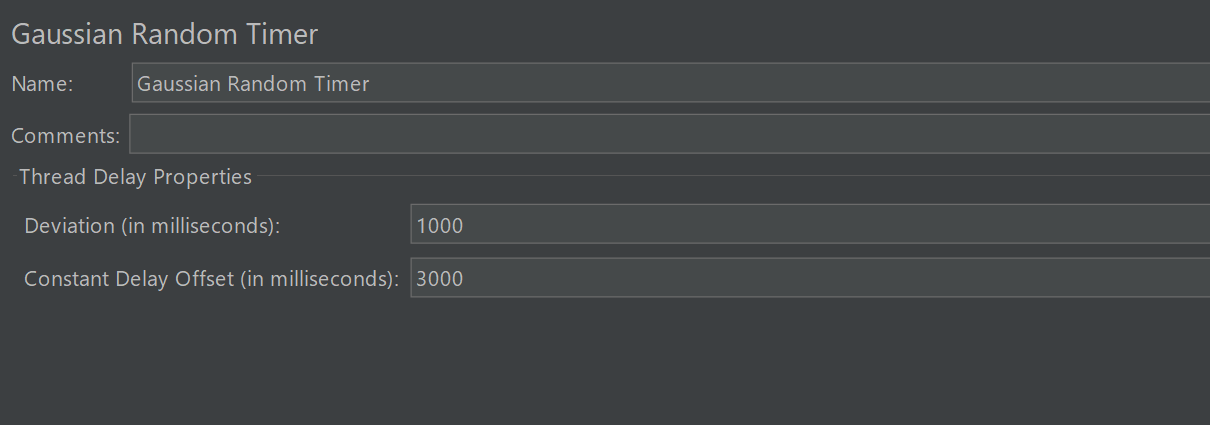 Gaussian Random Timer
Name: Gaussian Random Timer
Comments:
Thread Delay Properties
Deviation (in milliseconds): 1000
Constant Delay Offset (in milliseconds): 3000